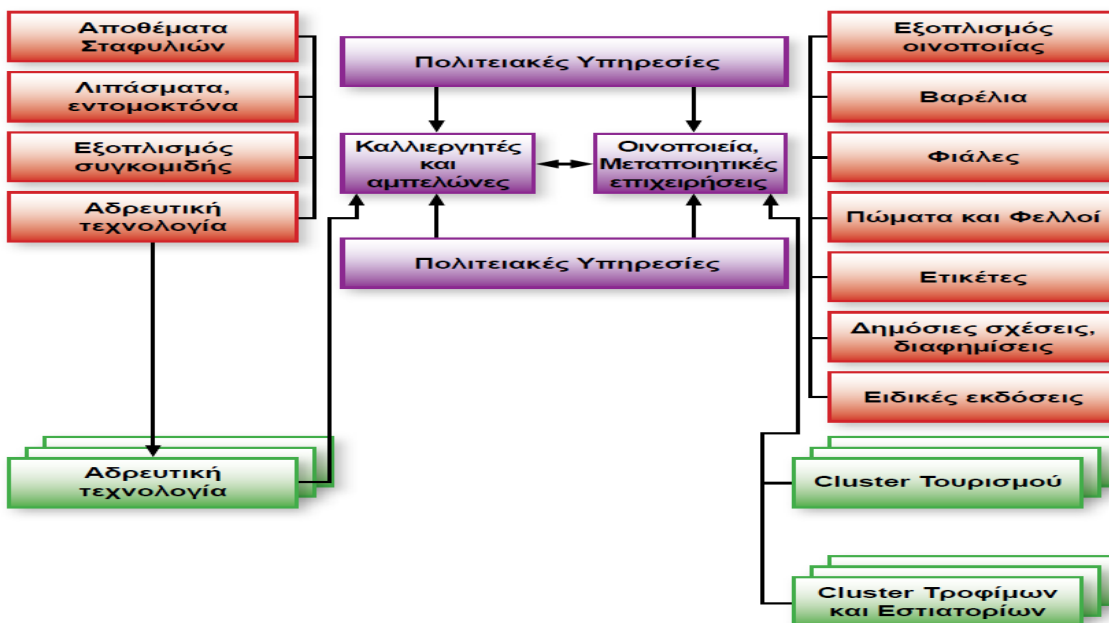 Αποθέματα
Σταφυλιών
Λιπάσματα,
εντομοκτόνα
Εξοπλισμός
συγκομιδής
Αδρευτική
τεχνολογία
Πολιτειακές Υπηρεσίες
Καλλιεργητές
και
αμπελώνες
Οινοποιεία,
Μεταποιητικές
επιχειρήσεις
Πολιτειακές Υπηρεσίες
Εξοπλισμός
οινοποιίας
Βαρέλια
Φιάλες
Πώματα και Φελλοί
Ετικέτες
Δημόσιες σχέσεις,
διαφημίσεις
Ειδικές εκδόσεις
Αδρευτική
τεχνολογία
Cluster Τουρισμού
Cluster Τροφίμων
και Εστιατορίων